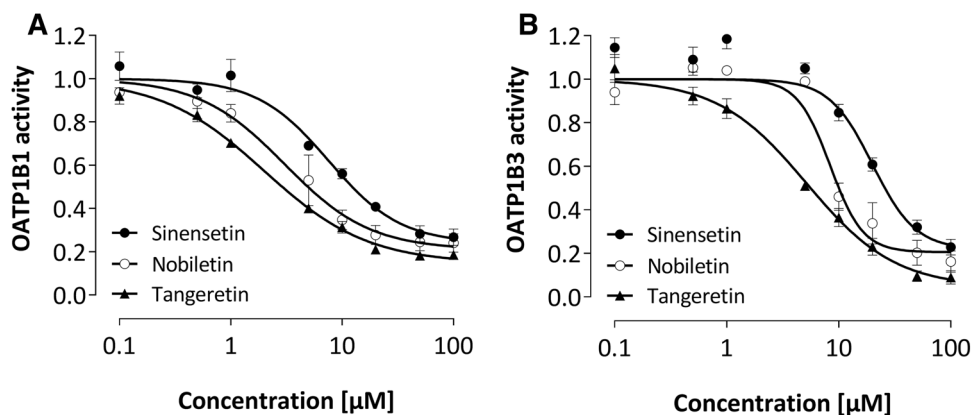 A
1.2
1.0
0.8
0.6
0.4
0.2
0.0
OATP1B1 activity
Sinensetin
Nobiletin
Tangeretin
0.1 1 10 100
Concentration [µM]
B
1.2
1.0
0.8
0.6
0.4
0.2
0.0
OATP1B3 activity
Sinensetin
Nobiletin
Tangeretin
0.1 1 10 100
Concentration [µM]